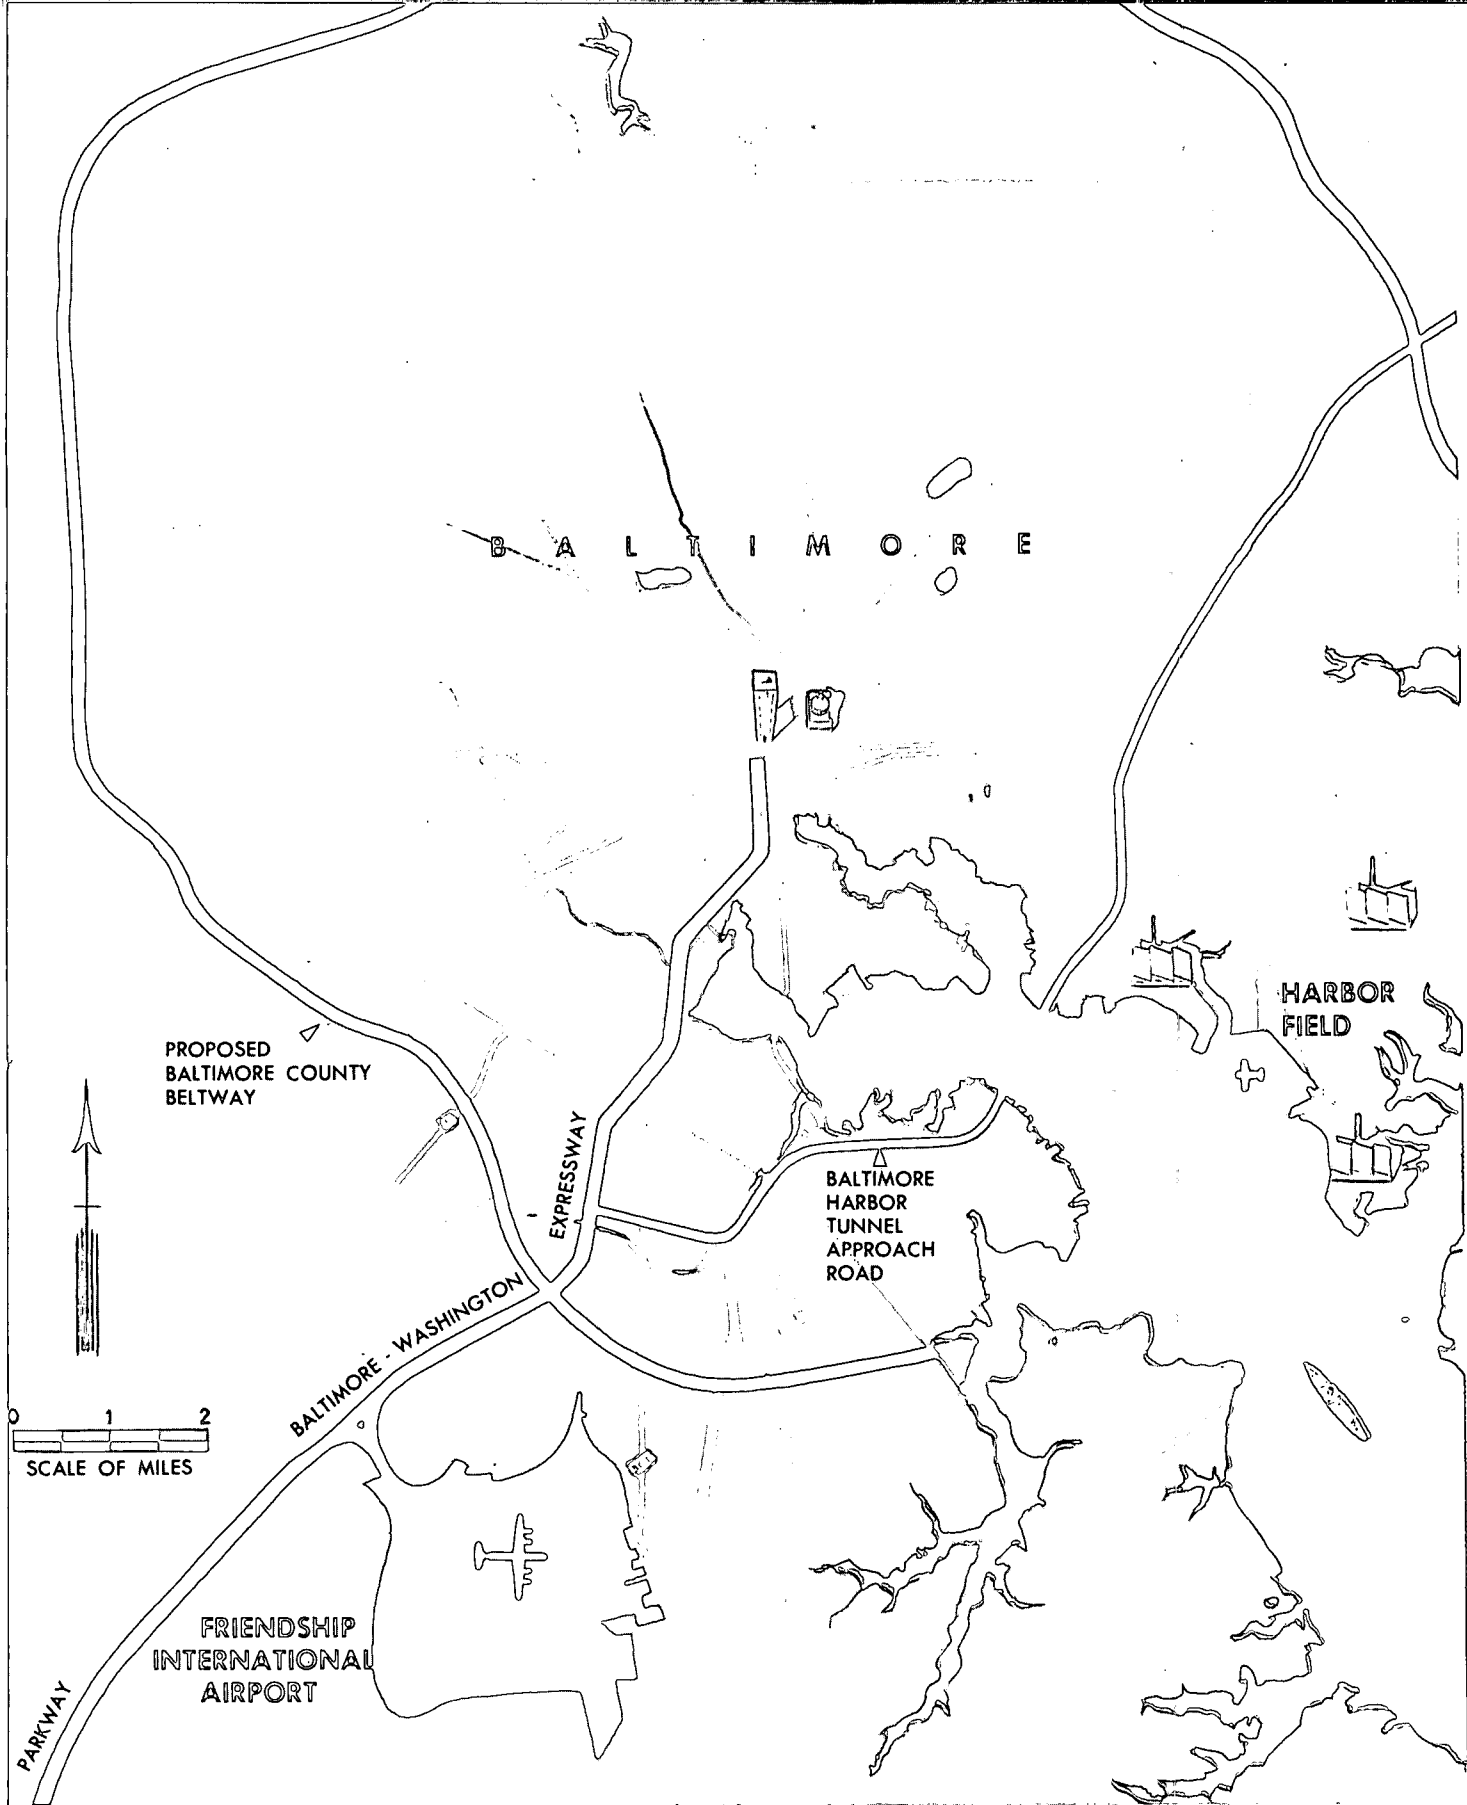 BALTIMORE
HARBOR
FIELD
PROPOSED
BALTIMORE COUNTY
BELTWAY
EXPRESSWAY
BALTIMORE
HARBOR
TUNNEL
APPROACH
ROAD
BALTIMORE - WASHINGTON
0 1 2
SCALE OF MILES
FRIENDSHIP
INTERNATIONAL
AIRPORT
PARKWAY